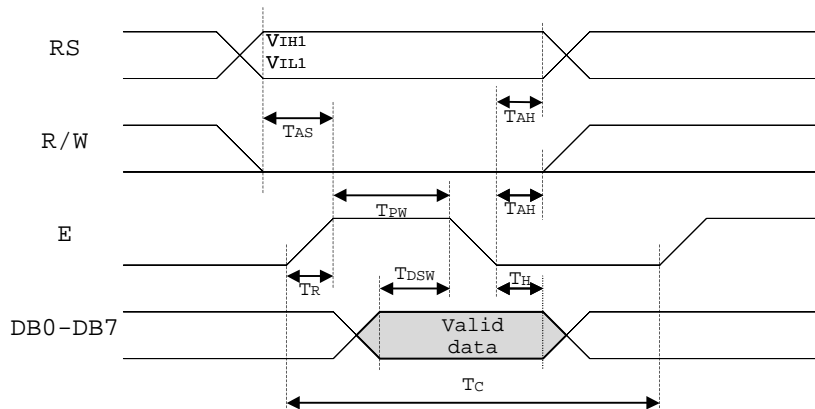 RS
VIH1
VIL1
TAS
TAH
R/W
TPW
TAH
E
TR
TDSW
TH
DB0-DB7
Valid
data
TC